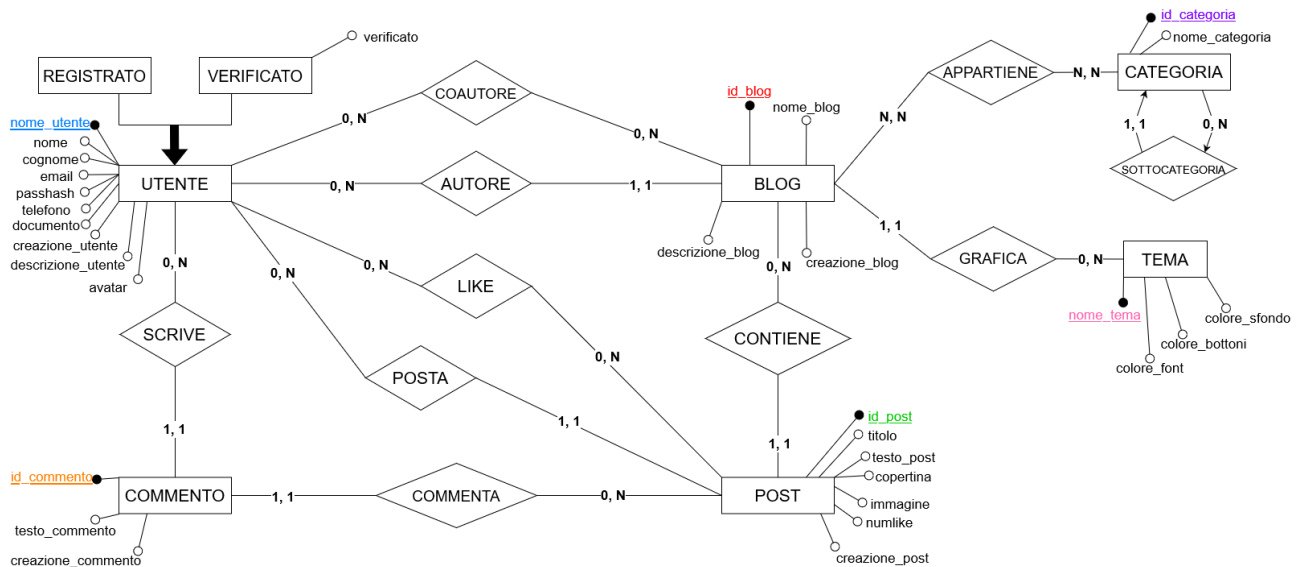 id_categoria
nome_categoria
verificato
REGISTRATO
VERIFICATO
COAUTORE
APPARTIENE
N, N
CATEGORIA
id_blog
nome_blog
nome_utente
0, N
0, N
N, N
1, 1
0, N
nome
cognome
email
passhash
telefono
documento
creazione_utente
descrizione_utente
avatar
UTENTE
0, N
AUTORE
1, 1
BLOG
SOTTOCATEGORIA
descrizione_blog
creazione_blog
1, 1
GRAFICA
0, N
TEMA
0, N
0, N
0, N
LIKE
0, N
nome_tema
colore_sfondo
colore_bottoni
colore_font
SCRIVE
CONTIENE
0, N
POSTA
1, 1
1, 1
1, 1
id_post
titolo
testo_post
copertina
immagine
numlike
creazione_post
id_commento
COMMENTO
1, 1
COMMENTA
0, N
POST
testo_commento
creazione_commento